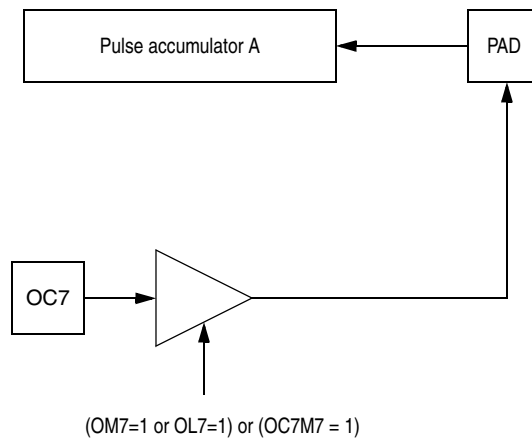 Pulse accumulator A
PAD
OC7
(OM7=1 or OL7=1) or (OC7M7 = 1)